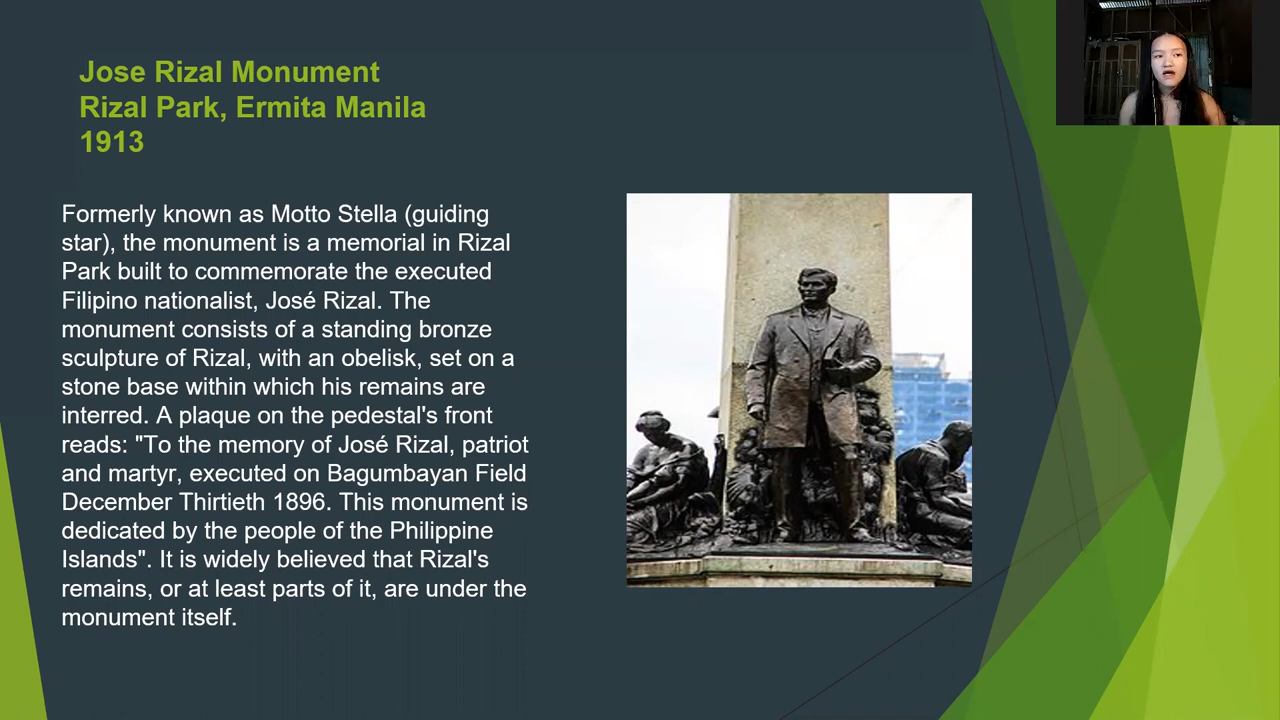 Jose Rizal Monument
Rizal Park, Ermita Manila
1913
Formerly known as Motto Stella (guiding
star), the monument is a memorial in Rizal
Park built to commemorate the executed
Filipino nationalist, José Rizal. The
monument consists of a standing bronze
sculpture of Rizal, with an obelisk, set on a
stone base within which his remains are
interred. A plaque on the pedestal's front
reads: "To the memory of José Rizal, patriot
and martyr, executed on Bagumbayan Field
December Thirtieth 1896. This monument is
dedicated by the people of the Philippine
Islands". It is widely believed that Rizal's
remains, or at least parts of it, are under the
monument itself.